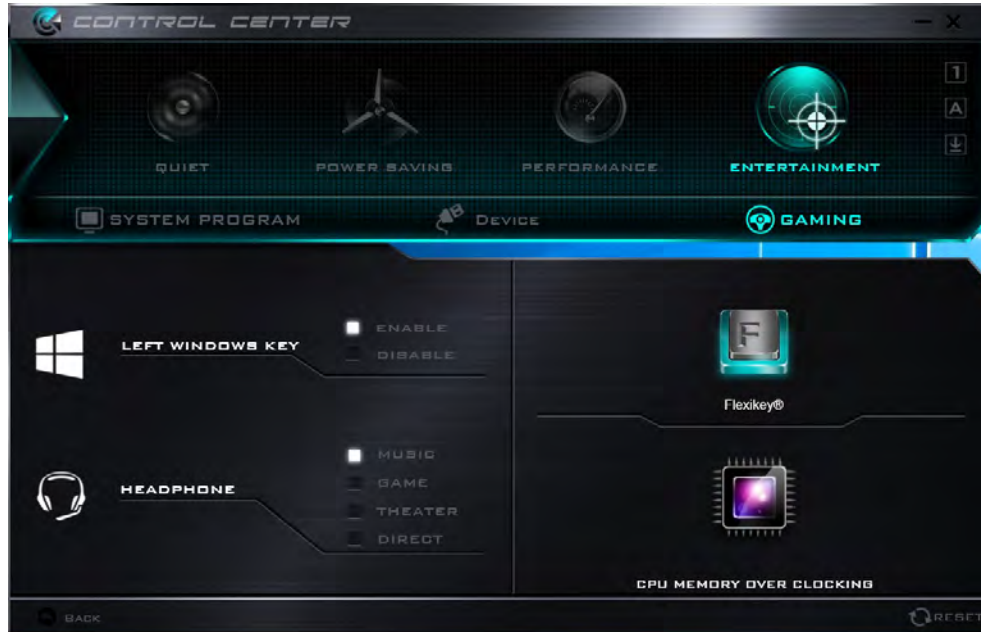 CONTROL CENTER
1
A
QUIET
POWER SAVING
PERFORMANCE
ENTERTAINMENT
SYSTEM PROGRAM
DEVICE
GAMING
LEFT WINDOWS KEY
ENABLE
DISABLE
F
Flexikey®
HEADPHONE
MUSIC
GAME
THEATER
DIRECT
CPU MEMORY OVER CLOCKING
BACK
RESET